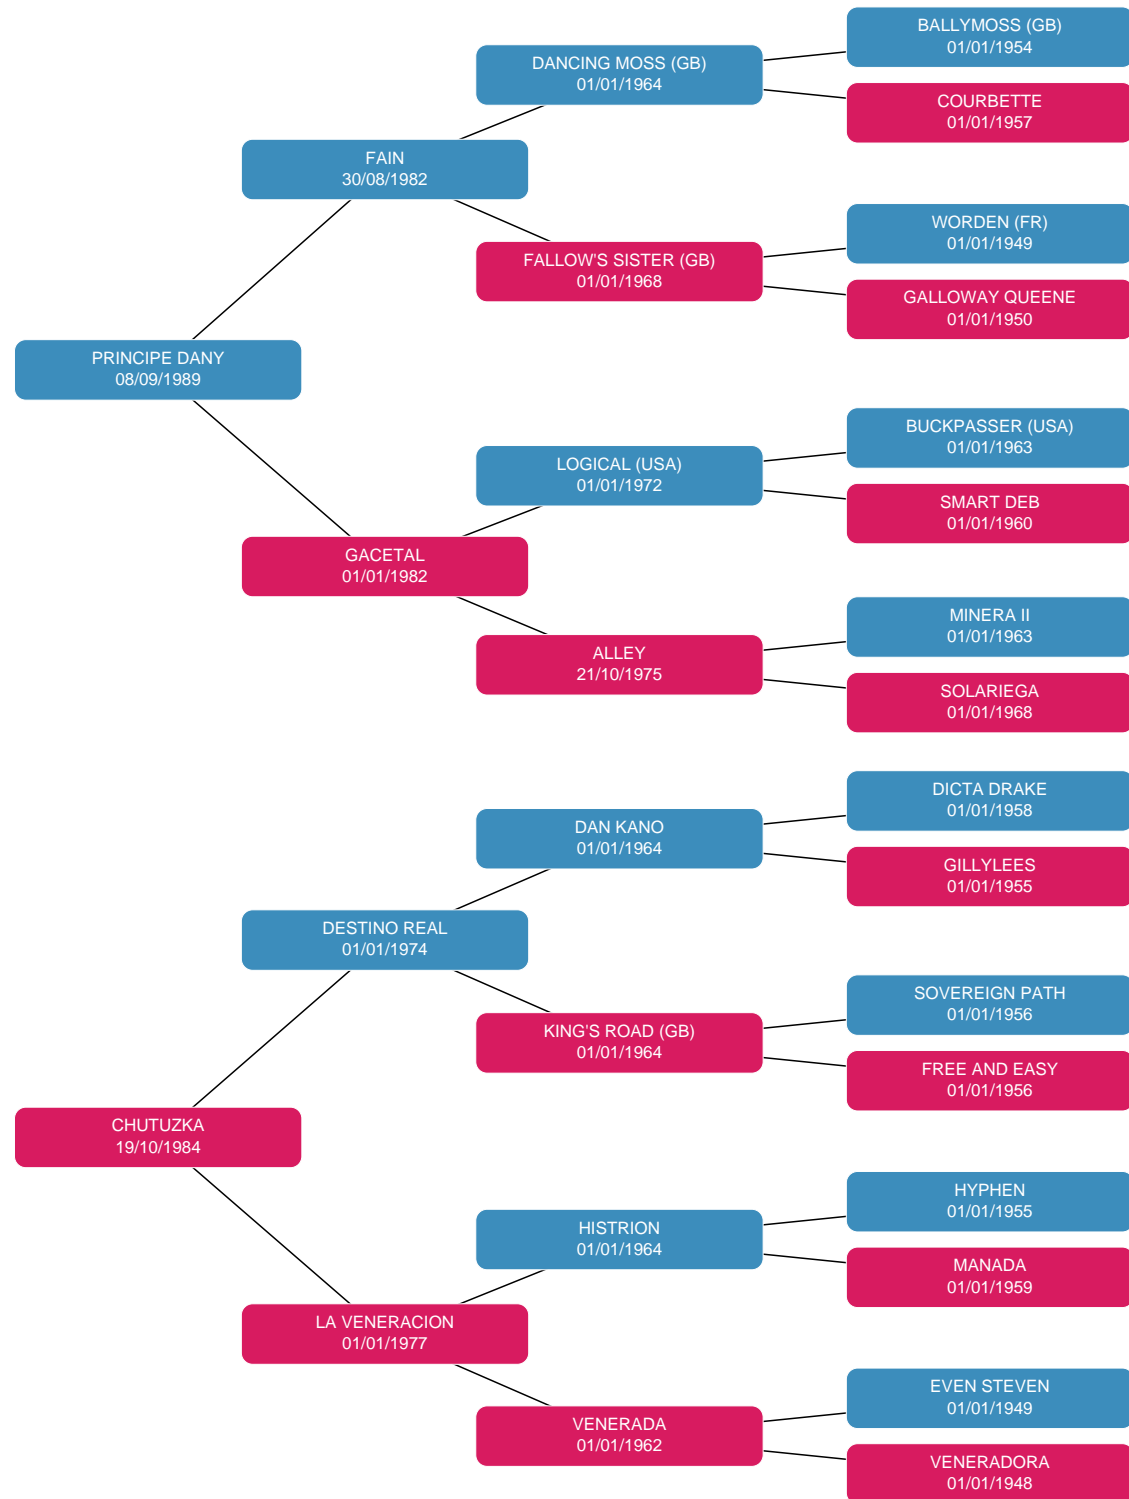 BALLYMOSS (GB)
01/01/1954
DANCING MOSS (GB)
01/01/1964
COURBETTE
01/01/1957
FAIN
30/08/1982
WORDEN (FR)
01/01/1949
FALLOW'S SISTER (GB)
01/01/1968
GALLOWAY QUEENE
01/01/1950
PRINCIPE DANY
08/09/1989
BUCKPASSER (USA)
01/01/1963
LOGICAL (USA)
01/01/1972
SMART DEB
01/01/1960
GACETAL
01/01/1982
MINERA II
01/01/1963
ALLEY
21/10/1975
SOLARIEGA
01/01/1968
DICTA DRAKE
01/01/1958
DAN KANO
01/01/1964
GILLYLEES
01/01/1955
DESTINO REAL
01/01/1974
SOVEREIGN PATH
01/01/1956
KING'S ROAD (GB)
01/01/1964
FREE AND EASY
01/01/1956
CHUTUZKA
19/10/1984
HYPHEN
01/01/1955
HISTRION
01/01/1964
MANADA
01/01/1959
LA VENERACION
01/01/1977
EVEN STEVEN
01/01/1949
VENERADA
01/01/1962
VENERADORA
01/01/1948